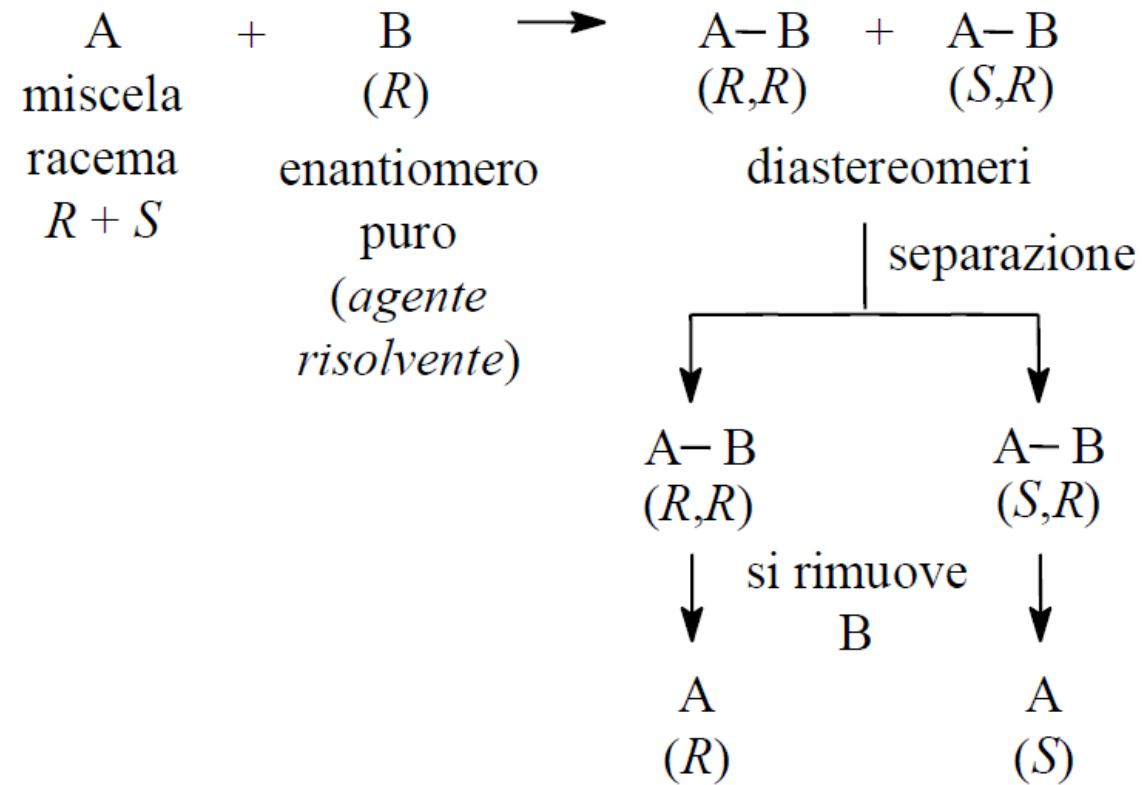 A + B A– B + A– B
miscela (R) (R,R) (S,R)
racema enantiomero diastereomeri
R + S puro separazione
(agente
risolvente)
A– B A– B
(R,R) (S,R)
si rimuove
B
A A
(R) (S)